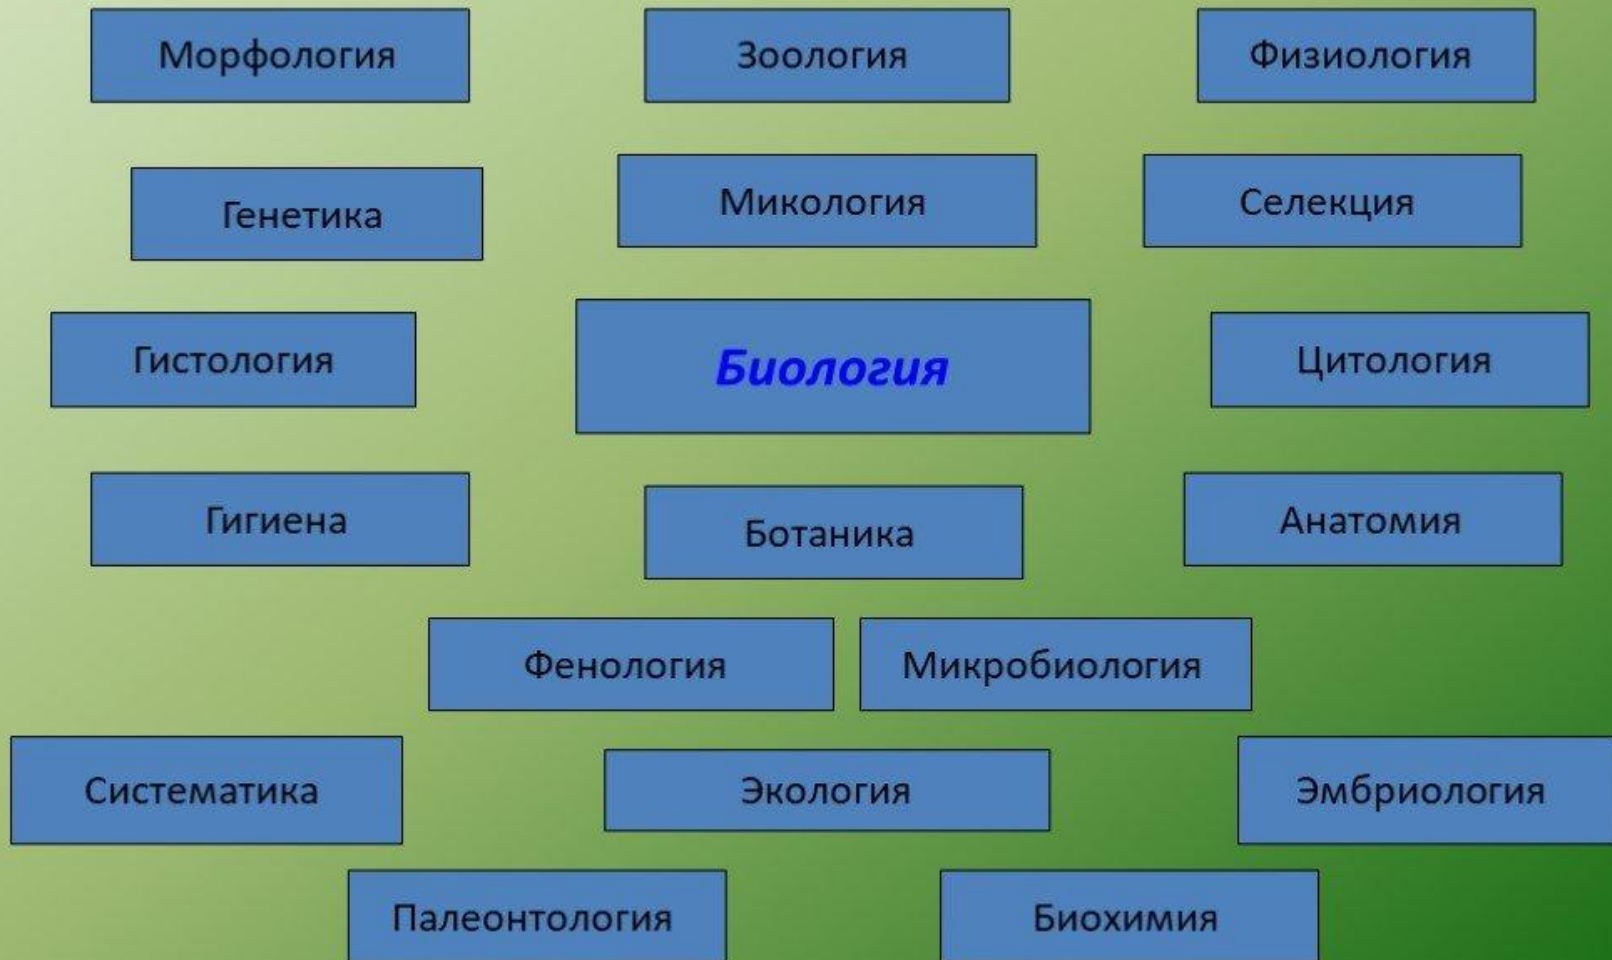 Морфология
Зоология
Физиология
Генетика
Микология
Селекция
Гистология
Биология
Цитология
Гигиена
Ботаника
Анатомия
Фенология
Микробиология
Систематика
Экология
Эмбриология
Палеонтология
Биохимия